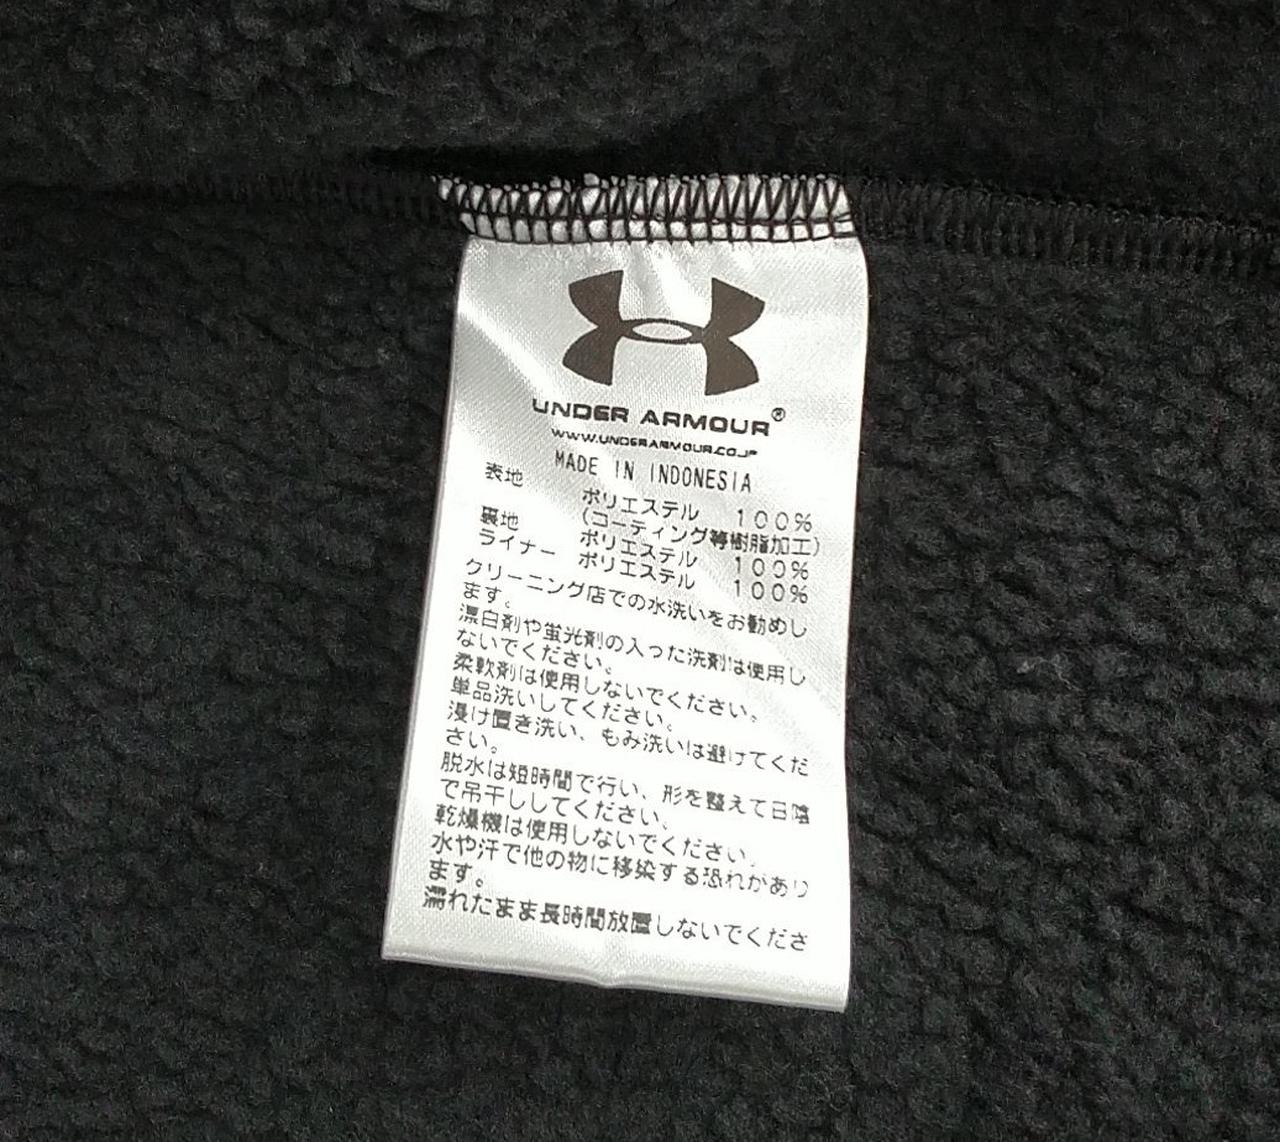 UNDER ARMOUR®
WWW.UNDERARMOUR.CO.JP
MADE IN INDONESIA
表地
ポリエステル 100%
(コーティング等樹脂加工)
裏地 ポリエステル 100%
ライナー ポリエステル 100%
クリーニング店での水洗いをお勧めし
ます。
漂白剤や蛍光剤の入った洗剤は使用し
ないでください。
柔軟剤は使用しないでください。
単品洗いしてください。
浸け置き洗い、もみ洗いは避けてくだ
さい。
脱水は短時間で行い、形を整えて日陰
で吊干ししてください。
乾燥機は使用しないでください。
水や汗で他の物に移染する恐れがあり
ます。
濡れたまま長時間放置しないでくださ